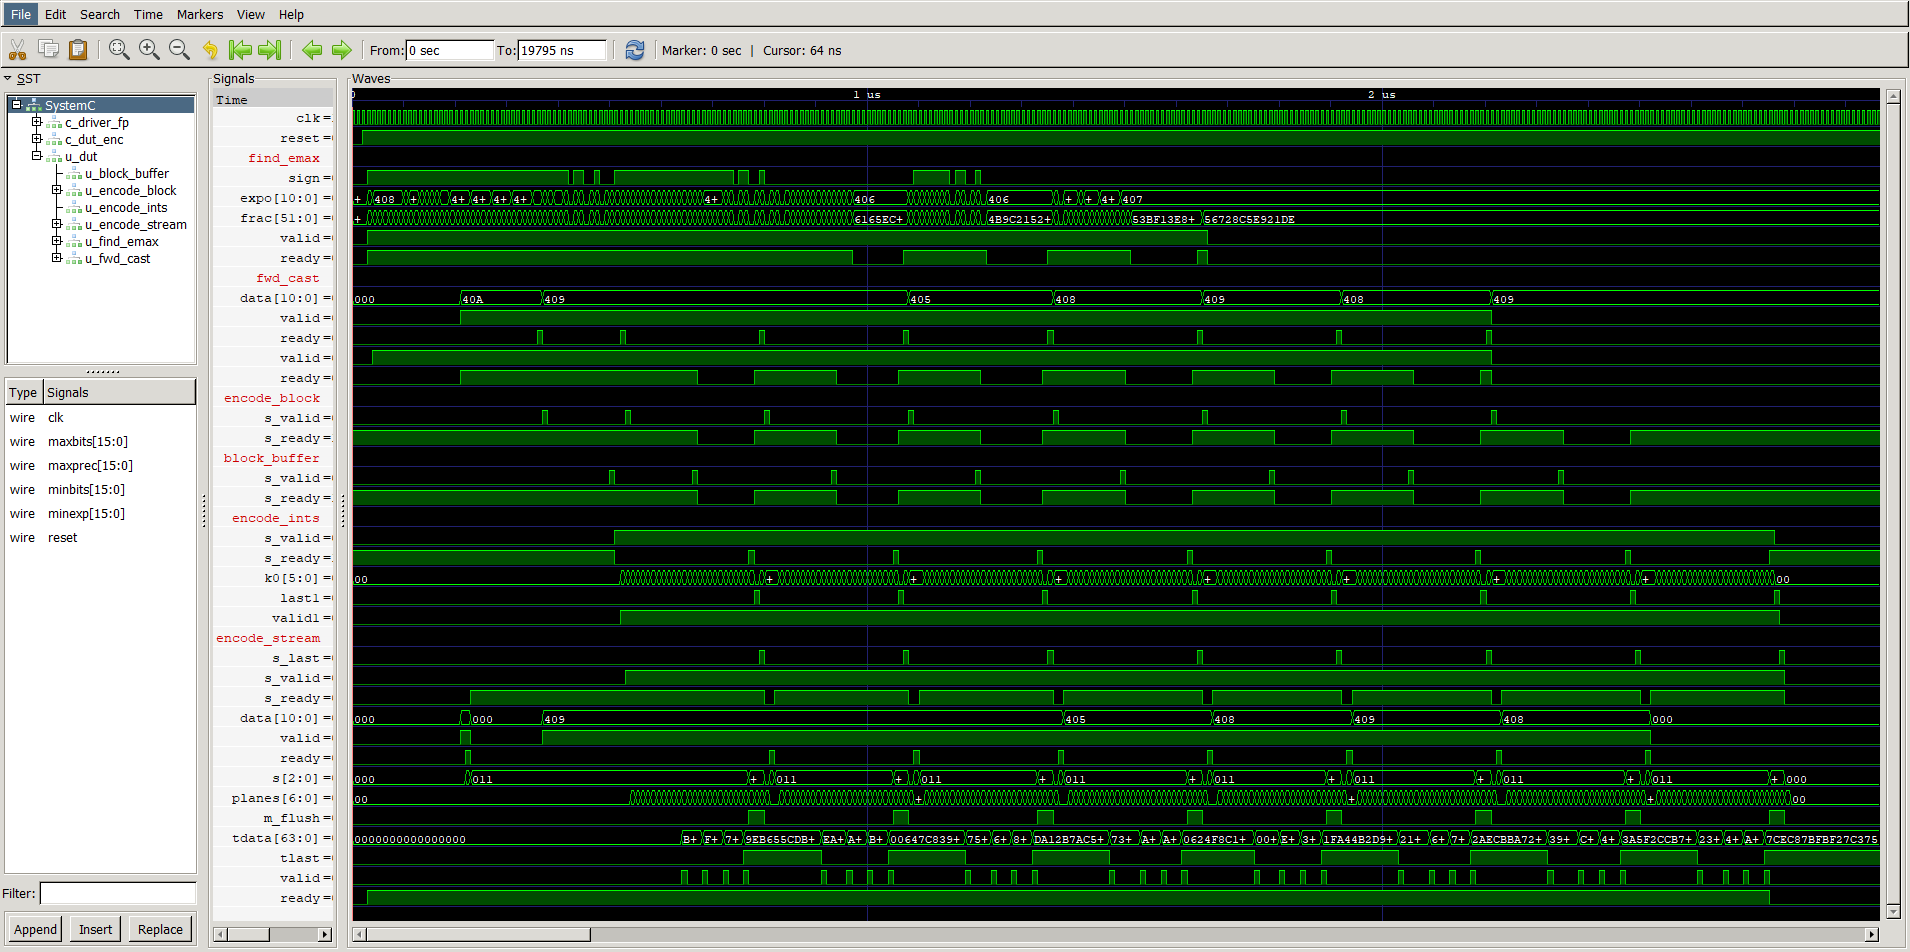 File Edit Search Time Markers View Help
From: 0 sec To: 19795 ns Marker: 0 sec | Cursor: 64 ns
SST
SystemC
c_driver_fp
c_dut_enc
u_dut
u_block_buffer
u_encode_block
u_encode_ints
u_encode_stream
u_find_emax
u_fwd_cast
Type Signals
wire clk
wire maxbits[15:0]
wire maxprec[15:0]
wire minbits[15:0]
wire minexp[15:0]
wire reset
Filter:
Append Insert Replace
Signals
Waves
Time 0 1 us 2 us
clk =
reset =
find_emax
sign =
expo[10:0] = + 408 + 4+ 4+ 4+ 4+ 4+ 406 406 + + 4+ 407
frac[51:0] = + 6165EC+ 4B9C2152+ 53BF13E8+ 56728C5E921DE
valid =
ready =
fwd_cast
data[10:0] = 000 40A 409 405 408 409 408 409
valid =
ready =
valid =
ready =
encode_block
s_valid =
s_ready =
block_buffer
s_valid =
s_ready =
encode_ints
s_valid =
s_ready =
k0[5:0] = 00 + + + + + + + 00
last1 =
valid1 =
encode_stream
s_last =
s_valid =
s_ready =
data[10:0] = 000 000 409 405 408 409 408 000
valid =
ready =
s[2:0] = 000 011 + 011 + 011 + 011 + 011 + 011 + 011 + 011 + 000
planes[6:0] = 00 + + + 00
m_flush =
tdata[63:0] = 0000000000000000 B+ F+ 7+ 9EB655CDB+ EA+ A+ B+ 00647C839+ 75+ 6+ 8+ DA12B7AC5+ 73+ A+ A+ 0624F8C1+ 00+ E+ 3+ 1FA44B2D9+ 21+ 6+ 7+ 2AECBBA72+ 39+ C+ 4+ 3A5F2CCB7+ 23+ 4+ A+ 7CEC87BFBF27C375
tlast =
valid =
ready =